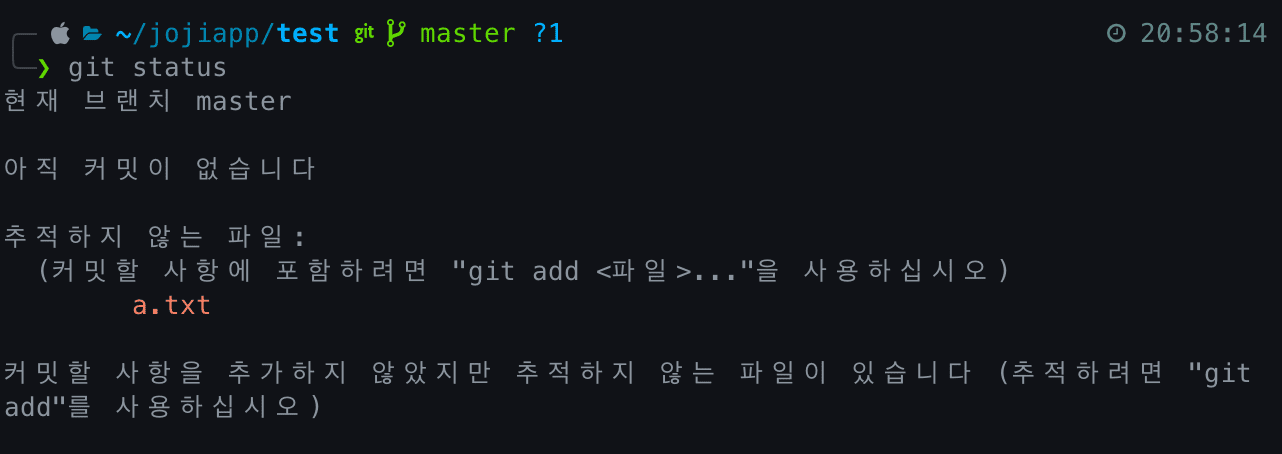 ~/jojiapp/test git master ?1 20:58:14
❯ git status
현재 브랜치 master
아직 커밋이 없습니다
추적하지 않는 파일:
(커밋할 사항에 포함하려면 "git add <파일>..."을 사용하십시오)
a.txt
커밋할 사항을 추가하지 않았지만 추적하지 않는 파일이 있습니다 (추적하려면 "git
add"를 사용하십시오)